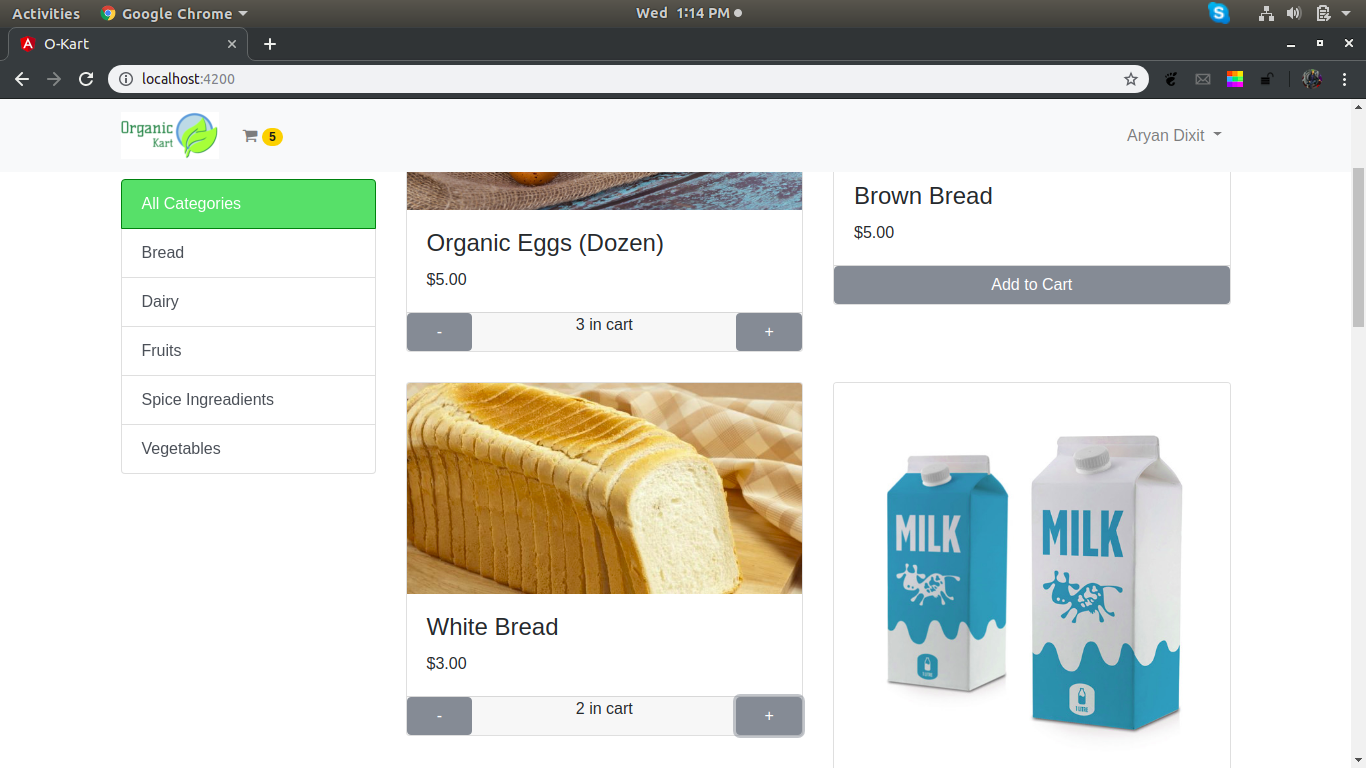 Activities Google Chrome Wed 1:14 PM
O-Kart
localhost:4200
Organic
Kart
5
Aryan Dixit
All Categories
Bread
Dairy
Fruits
Spice Ingreadients
Vegetables
Organic Eggs (Dozen)
$5.00
- 3 in cart +
Brown Bread
$5.00
Add to Cart
White Bread
$3.00
- 2 in cart +
MILK
MILK